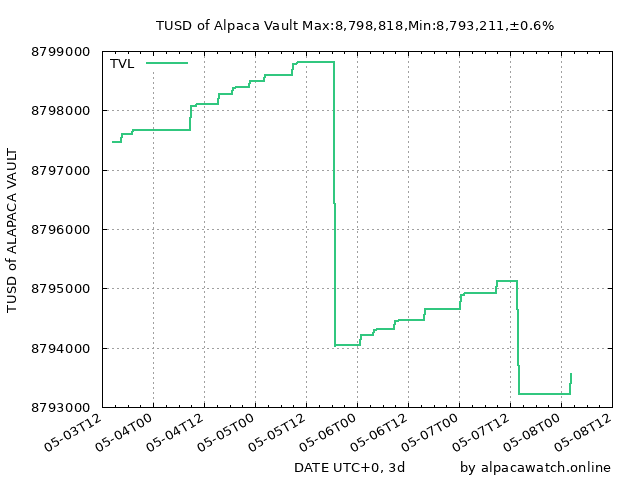 TUSD of Alpaca Vault Max:8,798,818,Min:8,793,211,±0.6%
TVL
8799000
8798000
8797000
8796000
8795000
8794000
8793000
TUSD of ALAPACA VAULT
05-03T12
05-04T00
05-04T12
05-05T00
05-05T12
05-06T00
05-06T12
05-07T00
05-07T12
05-08T00
05-08T12
DATE UTC+0, 3d
by alpacawatch.online